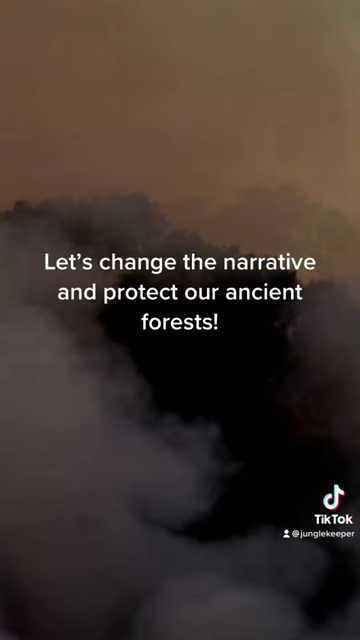 Let's change the narrative
and protect our ancient
forests!
TikTok
@junglekeeper